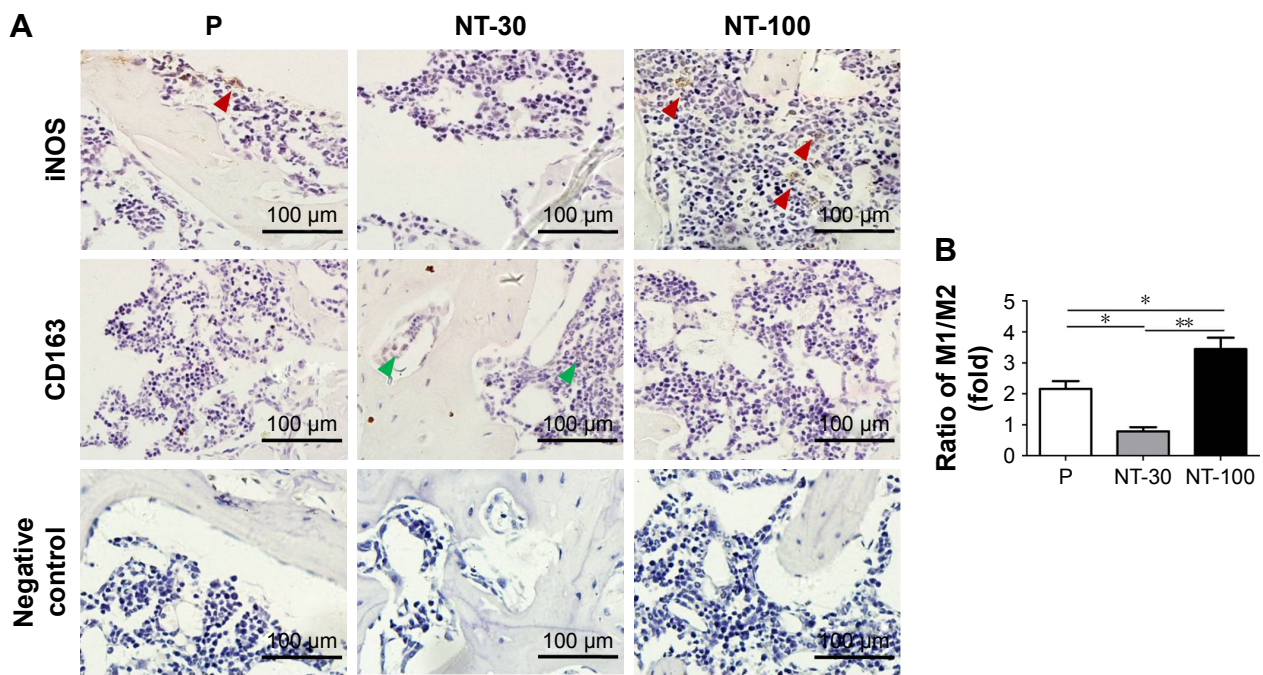 A
P
NT-30
NT-100
iNOS
100 µm
100 µm
100 µm
CD163
100 µm
100 µm
100 µm
Negative
control
100 µm
100 µm
100 µm
B
Ratio of M1/M2
(fold)
5
4
3
2
1
0
*
*
**
P
NT-30
NT-100